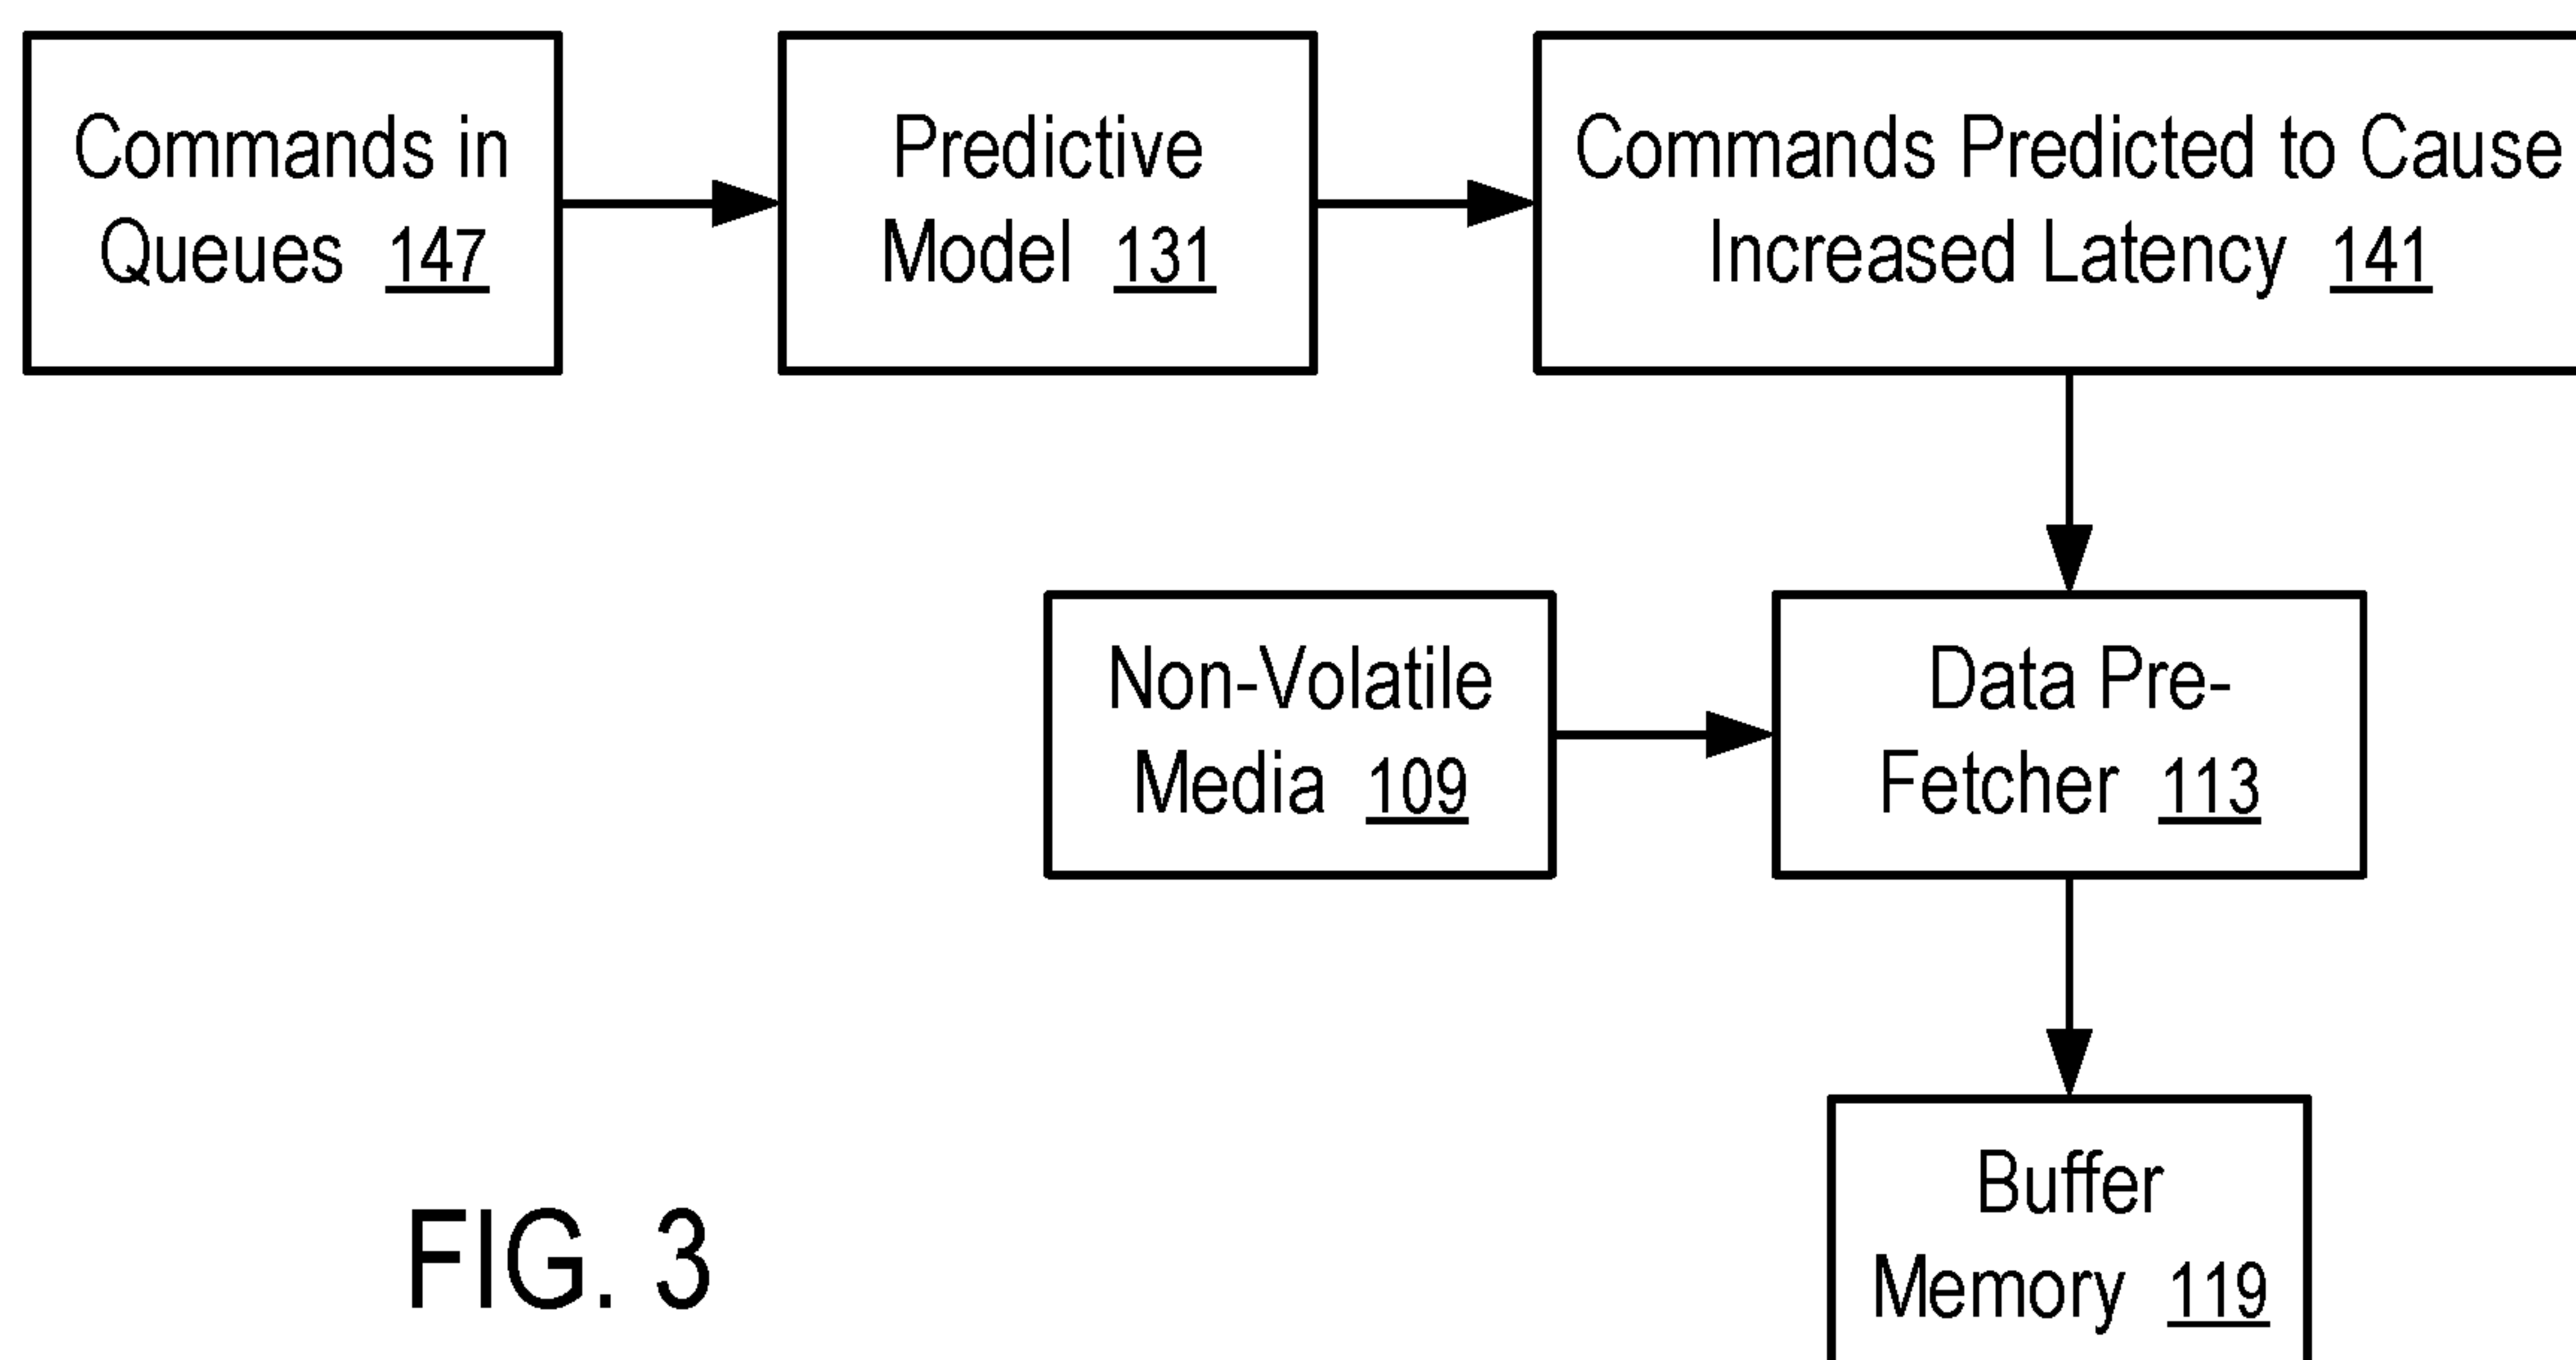 Commands in
Queues 147
Predictive
Model 131
Commands Predicted to Cause
Increased Latency 141
Non-Volatile
Media 109
Data Pre-
Fetcher 113
Buffer
Memory 119
FIG. 3